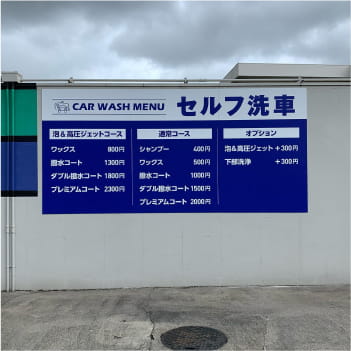 CAR WASH MENU セルフ洗車
泡&高圧ジェットコース
ワックス 800円
撥水コート 1300円
ダブル撥水コート 1800円
プレミアムコート 2300円
通常コース
シャンプー 400円
ワックス 500円
撥水コート 1000円
ダブル撥水コート 1500円
プレミアムコート 2000円
オプション
泡&高圧ジェット +300円
下部洗浄 +300円